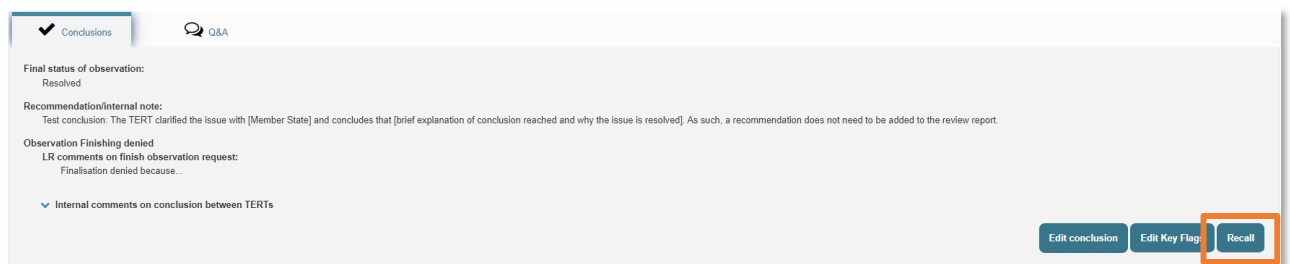 Conclusions
Q&A
Final status of observation:
Resolved
Recommendation/internal note:
Test conclusion: The TERT clarified the issue with [Member State] and concludes that [brief explanation of conclusion reached and why the issue is resolved]. As such, a recommendation does not need to be added to the review report.
Observation Finishing denied
LR comments on finish observation request:
Finalisation denied because...
Internal comments on conclusion between TERTs
Edit conclusion
Edit Key Flags
Recall